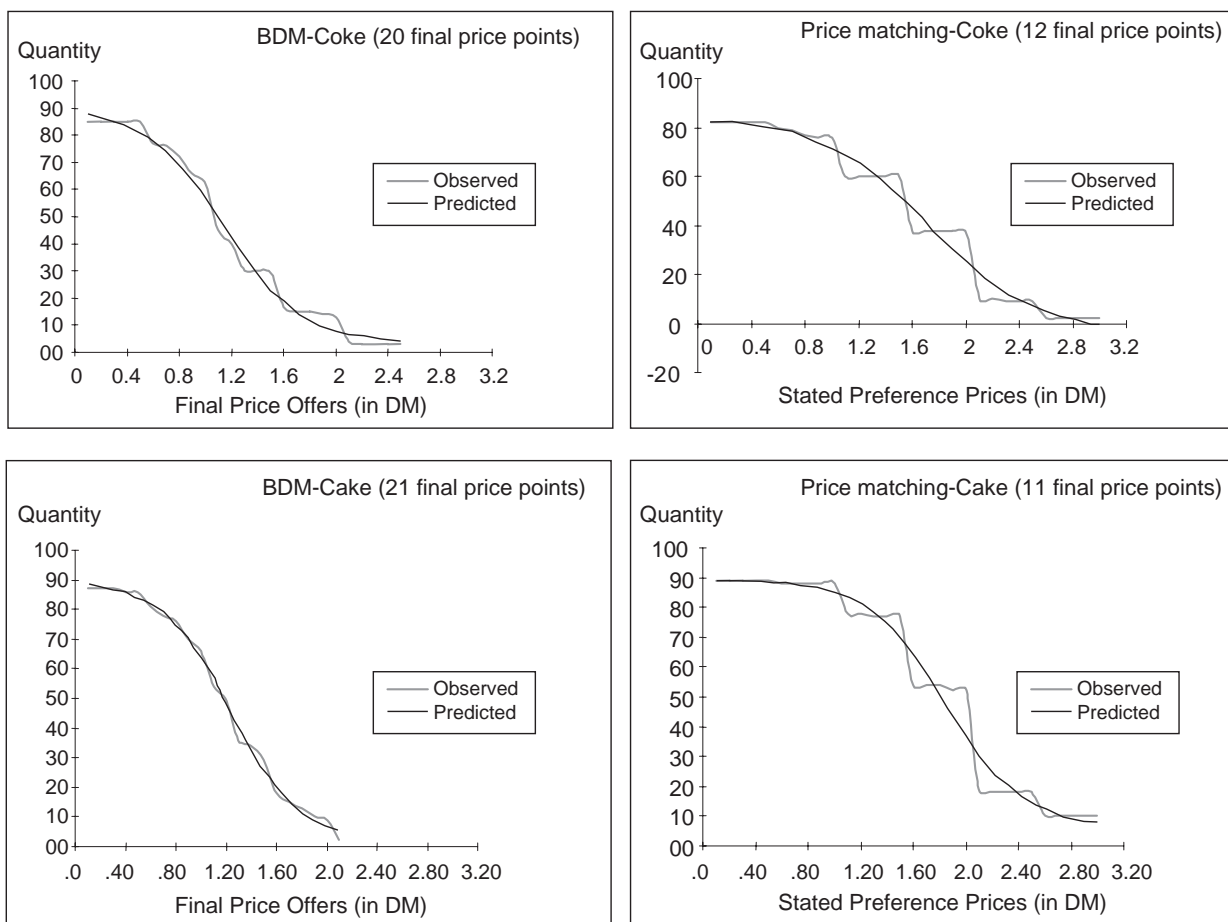 BDM-Coke (20 final price points)
Quantity
100
90
80
70
60
50
40
30
20
10
00
0 0.4 0.8 1.2 1.6 2 2.4 2.8 3.2
Final Price Offers (in DM)
Observed
Predicted
Price matching-Coke (12 final price points)
Quantity
100
80
60
40
20
0
-20
0 0.4 0.8 1.2 1.6 2 2.4 2.8 3.2
Stated Preference Prices (in DM)
Observed
Predicted
BDM-Cake (21 final price points)
Quantity
100
90
80
70
60
50
40
30
20
10
00
.0 .40 .80 1.20 1.60 2.0 2.40 2.80 3.20
Final Price Offers (in DM)
Observed
Predicted
Price matching-Cake (11 final price points)
Quantity
100
90
80
70
60
50
40
30
20
10
00
.0 .40 .80 1.20 1.60 2.0 2.40 2.80 3.20
Stated Preference Prices (in DM)
Observed
Predicted